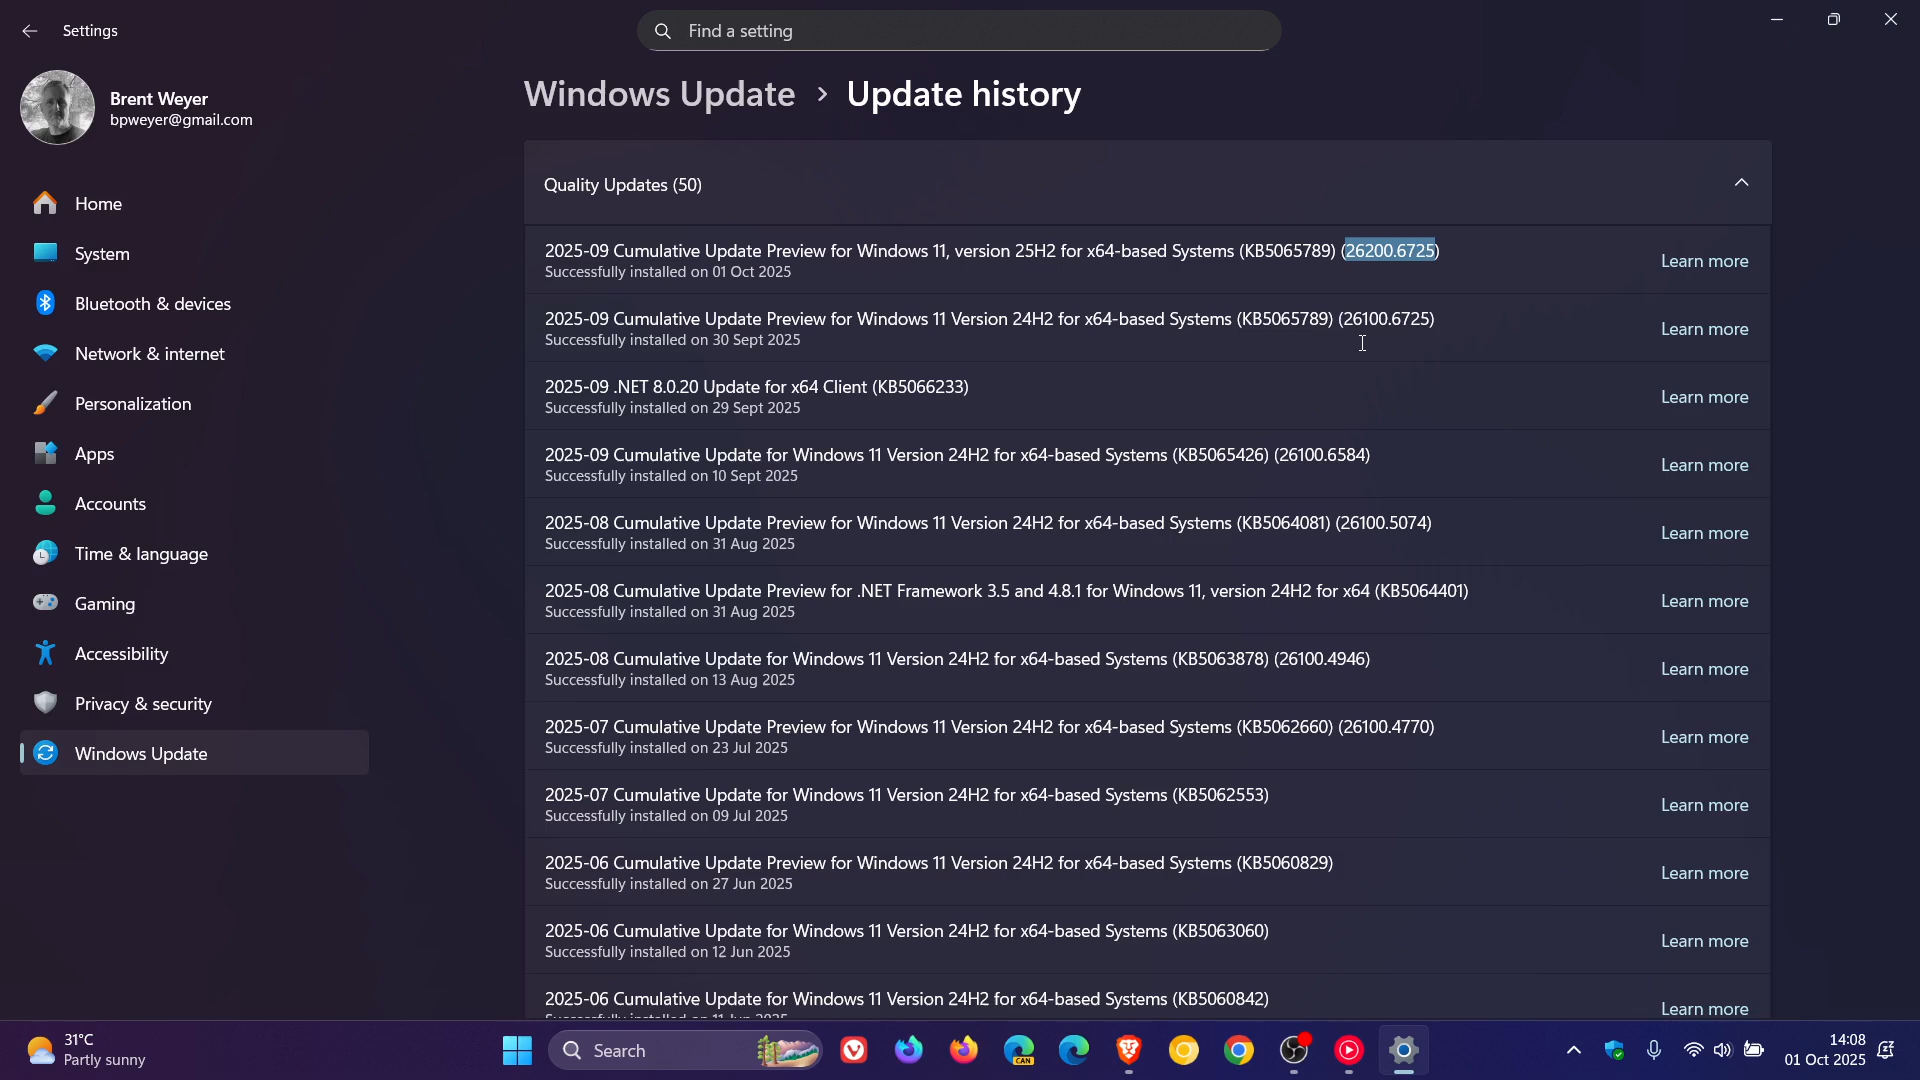 Settings
Find a setting
Brent Weyer
bpweyer@gmail.com
Home
System
Bluetooth & devices
Network & internet
Personalization
Apps
Accounts
Time & language
Gaming
Accessibility
Privacy & security
Windows Update
Windows Update > Update history
Quality Updates (50)
2025-09 Cumulative Update Preview for Windows 11, version 25H2 for x64-based Systems (KB5065789) (26200.6725)
Successfully installed on 01 Oct 2025
Learn more
2025-09 Cumulative Update Preview for Windows 11 Version 24H2 for x64-based Systems (KB5065789) (26100.6725)
Successfully installed on 30 Sept 2025
Learn more
2025-09 .NET 8.0.20 Update for x64 Client (KB5066233)
Successfully installed on 29 Sept 2025
Learn more
2025-09 Cumulative Update for Windows 11 Version 24H2 for x64-based Systems (KB5065426) (26100.6584)
Successfully installed on 10 Sept 2025
Learn more
2025-08 Cumulative Update Preview for Windows 11 Version 24H2 for x64-based Systems (KB5064081) (26100.5074)
Successfully installed on 31 Aug 2025
Learn more
2025-08 Cumulative Update Preview for .NET Framework 3.5 and 4.8.1 for Windows 11, version 24H2 for x64 (KB5064401)
Successfully installed on 31 Aug 2025
Learn more
2025-08 Cumulative Update for Windows 11 Version 24H2 for x64-based Systems (KB5063878) (26100.4946)
Successfully installed on 13 Aug 2025
Learn more
2025-07 Cumulative Update Preview for Windows 11 Version 24H2 for x64-based Systems (KB5062660) (26100.4770)
Successfully installed on 23 Jul 2025
Learn more
2025-07 Cumulative Update for Windows 11 Version 24H2 for x64-based Systems (KB5062553)
Successfully installed on 09 Jul 2025
Learn more
2025-06 Cumulative Update Preview for Windows 11 Version 24H2 for x64-based Systems (KB5060829)
Successfully installed on 27 Jun 2025
Learn more
2025-06 Cumulative Update for Windows 11 Version 24H2 for x64-based Systems (KB5063060)
Successfully installed on 12 Jun 2025
Learn more
2025-06 Cumulative Update for Windows 11 Version 24H2 for x64-based Systems (KB5060842)
Successfully installed on 11 Jun 2025
Learn more
31°C
Partly sunny
Search
CAN
14:08
01 Oct 2025